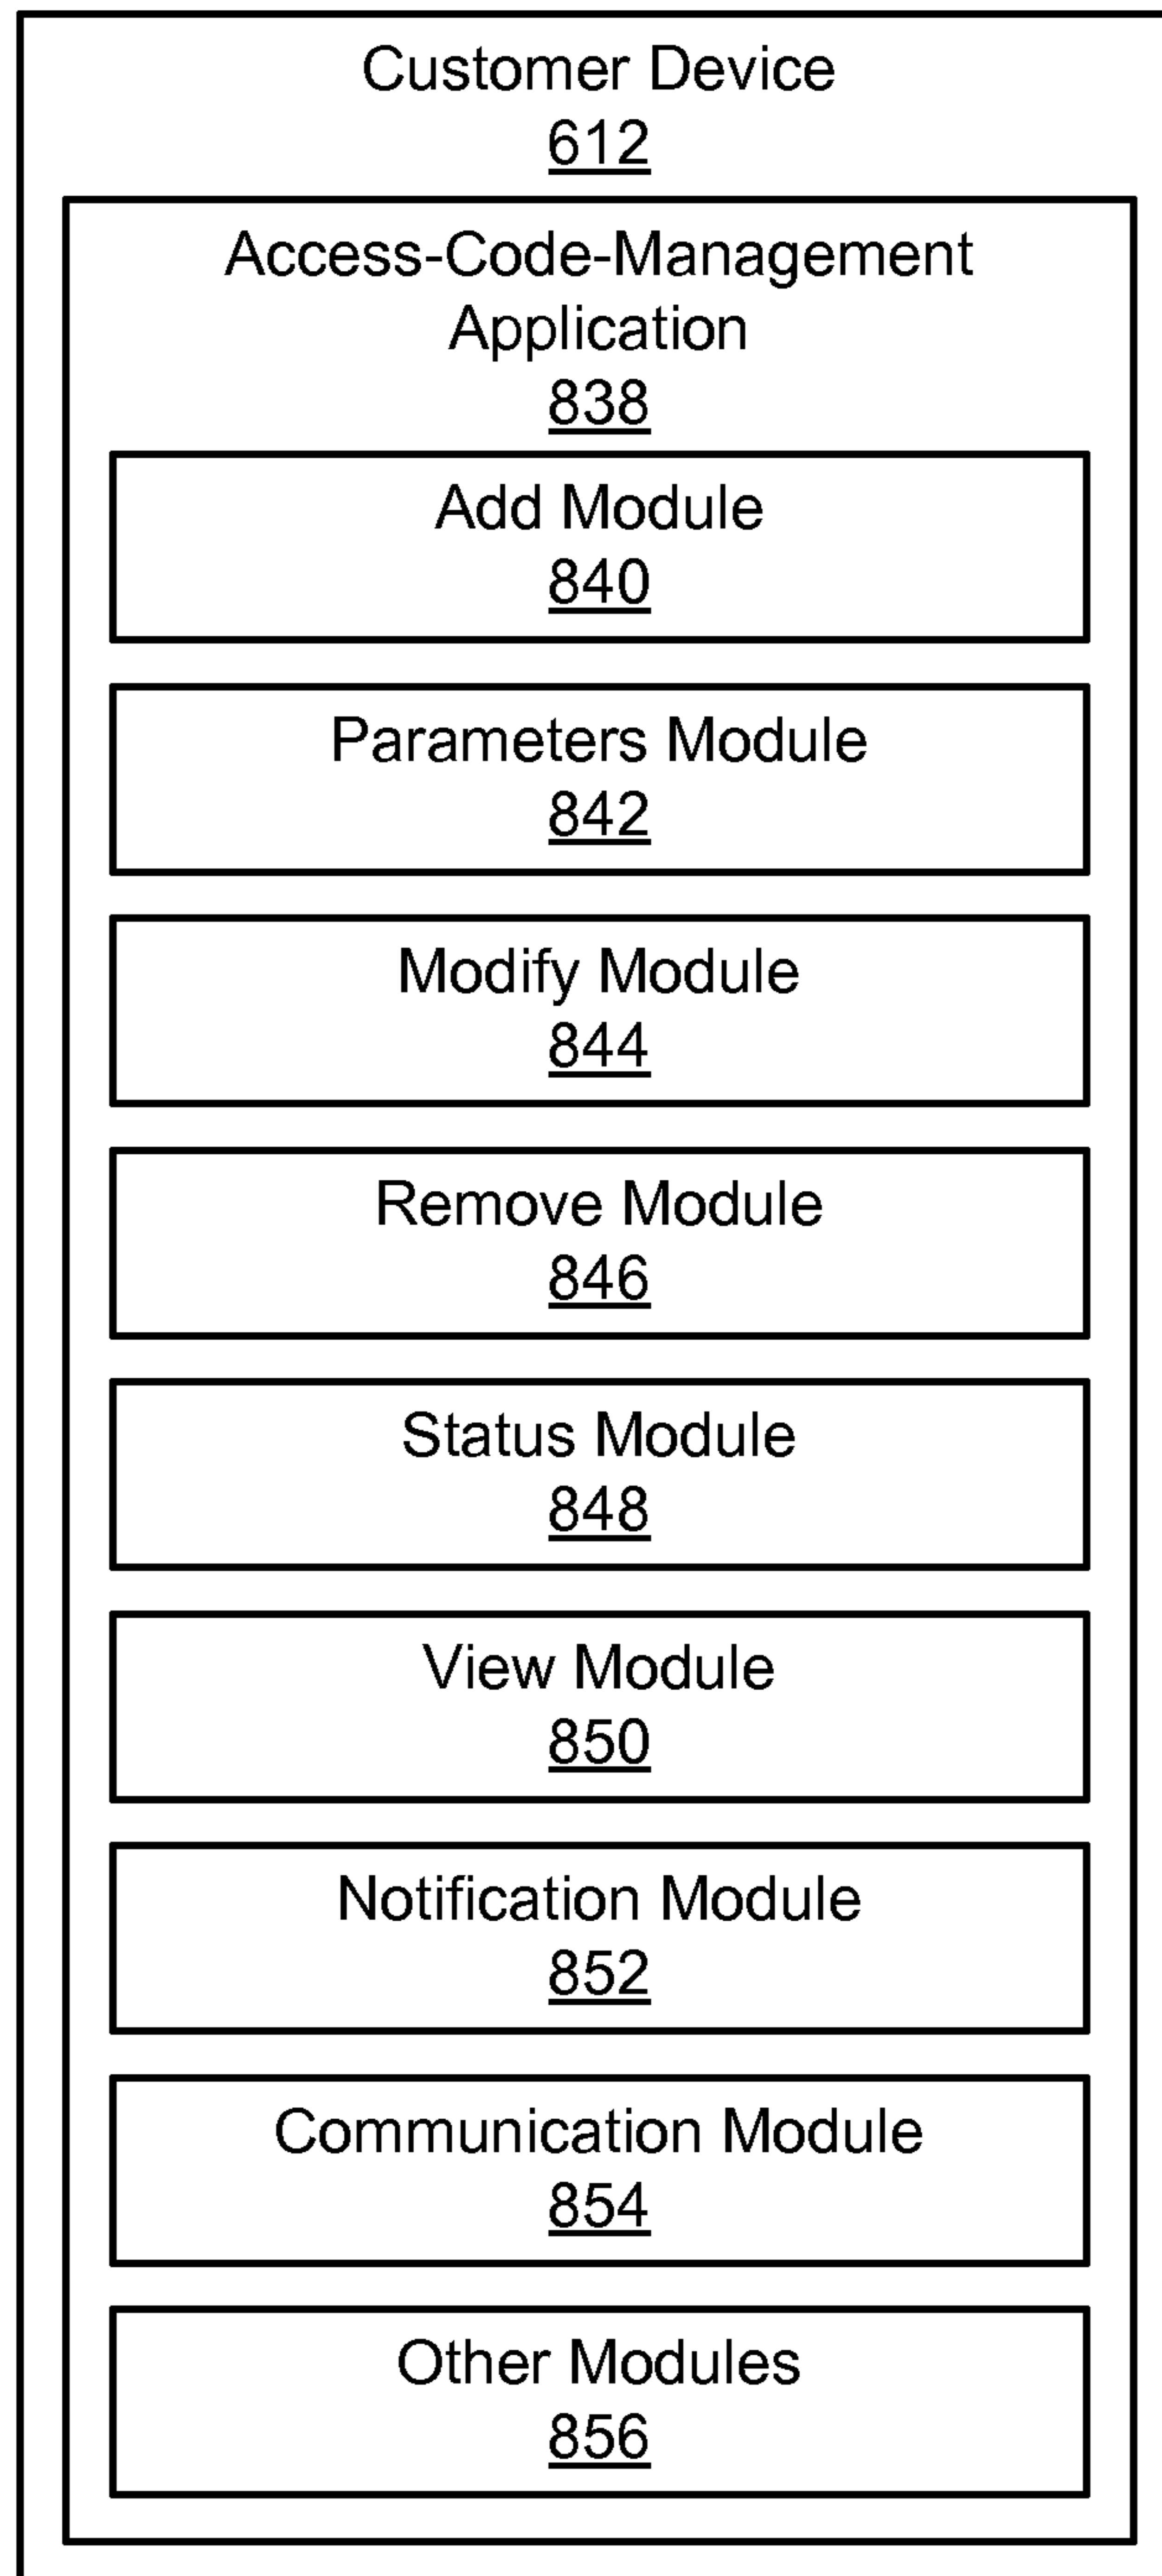 Customer Device
612
Access-Code-Management
Application
838
Add Module
840
Parameters Module
842
Modify Module
844
Remove Module
846
Status Module
848
View Module
850
Notification Module
852
Communication Module
854
Other Modules
856